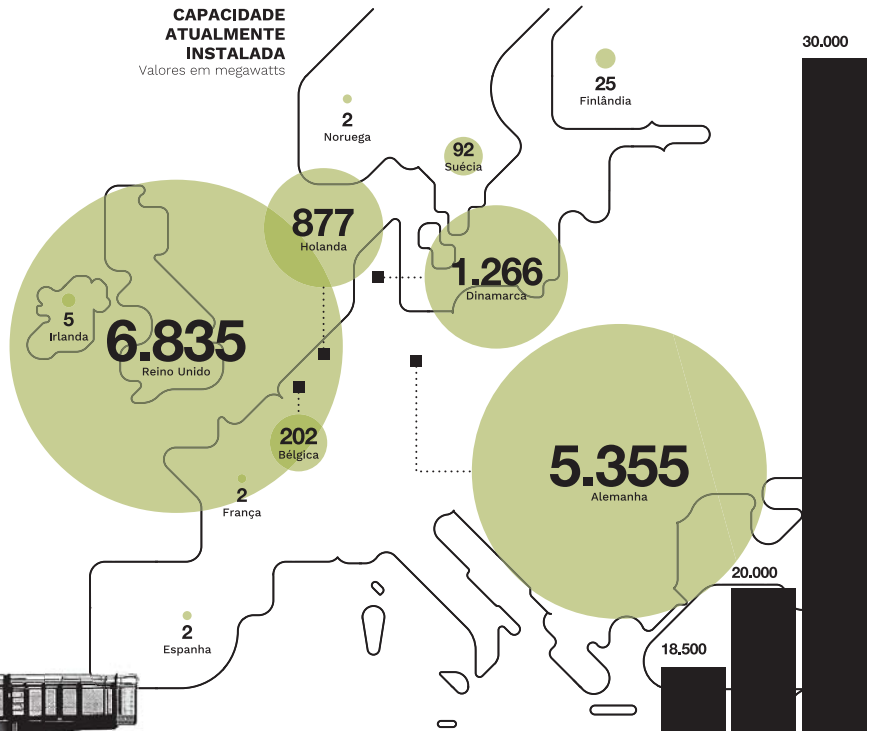 CAPACIDADE
ATUALMENTE
INSTALADA
Valores em megawatts
30.000
25
Finlândia
2
Noruega
92
Suécia
877
Holanda
1.266
Dinamarca
5
Irlanda
6.835
Reino Unido
202
Bélgica
5.355
Alemanha
2
França
20.000
2
Espanha
18.500